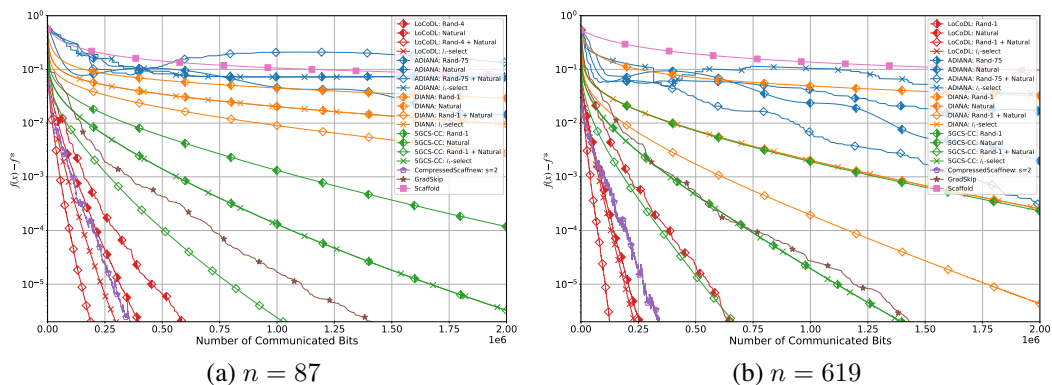 10⁰
10⁻¹
10⁻²
10⁻³
10⁻⁴
10⁻⁵
f(x) − f*
0.00 0.25 0.50 0.75 1.00 1.25 1.50 1.75 2.00
1e6
Number of Communicated Bits
LoCoDL: Rand-4
LoCoDL: Natural
LoCoDL: Rand-4 + Natural
LoCoDL: l₁-select
ADIANA: Rand-75
ADIANA: Natural
ADIANA: Rand-75 + Natural
ADIANA: l₁-select
DIANA: Rand-1
DIANA: Natural
DIANA: Rand-1 + Natural
DIANA: l₁-select
5GCS-CC: Rand-1
5GCS-CC: Natural
5GCS-CC: Rand-1 + Natural
5GCS-CC: l₁-select
CompressedScaffnew: s=2
GradSkip
Scaffold
(a) n = 87
10⁰
10⁻¹
10⁻²
10⁻³
10⁻⁴
10⁻⁵
f(x) − f*
0.00 0.25 0.50 0.75 1.00 1.25 1.50 1.75 2.00
1e6
Number of Communicated Bits
LoCoDL: Rand-1
LoCoDL: Natural
LoCoDL: Rand-1 + Natural
LoCoDL: l₁-select
ADIANA: Rand-75
ADIANA: Natural
ADIANA: Rand-75 + Natural
ADIANA: l₁-select
DIANA: Rand-1
DIANA: Natural
DIANA: Rand-1 + Natural
DIANA: l₁-select
5GCS-CC: Rand-1
5GCS-CC: Natural
5GCS-CC: Rand-1 + Natural
5GCS-CC: l₁-select
CompressedScaffnew: s=2
GradSkip
Scaffold
(b) n = 619